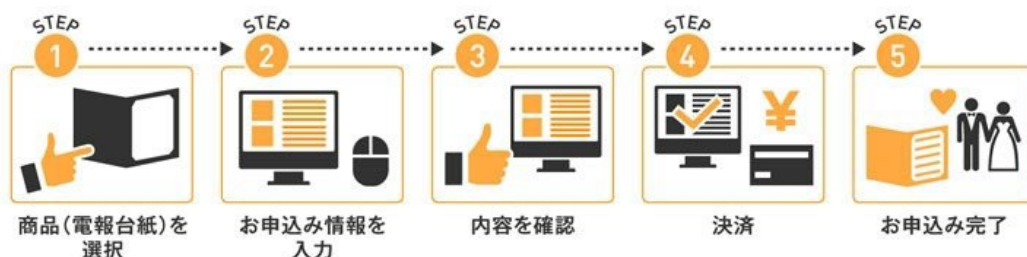 STEP
1
STEP
2
STEP
3
STEP
4
STEP
5
¥
商品(電報台紙)を
選択
お申込み情報を
入力
内容を確認
決済
お申込み完了